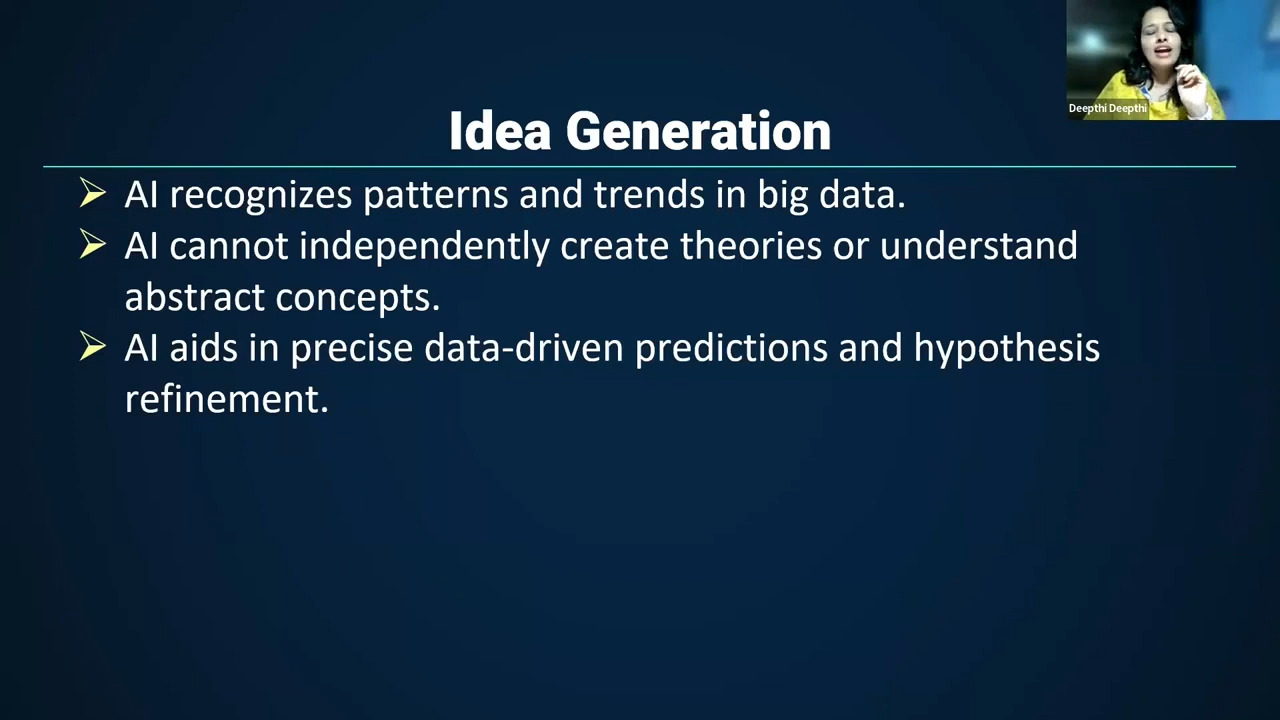 Deepthi Deepthi
Idea Generation
AI recognizes patterns and trends in big data.
AI cannot independently create theories or understand
abstract concepts.
AI aids in precise data-driven predictions and hypothesis
refinement.